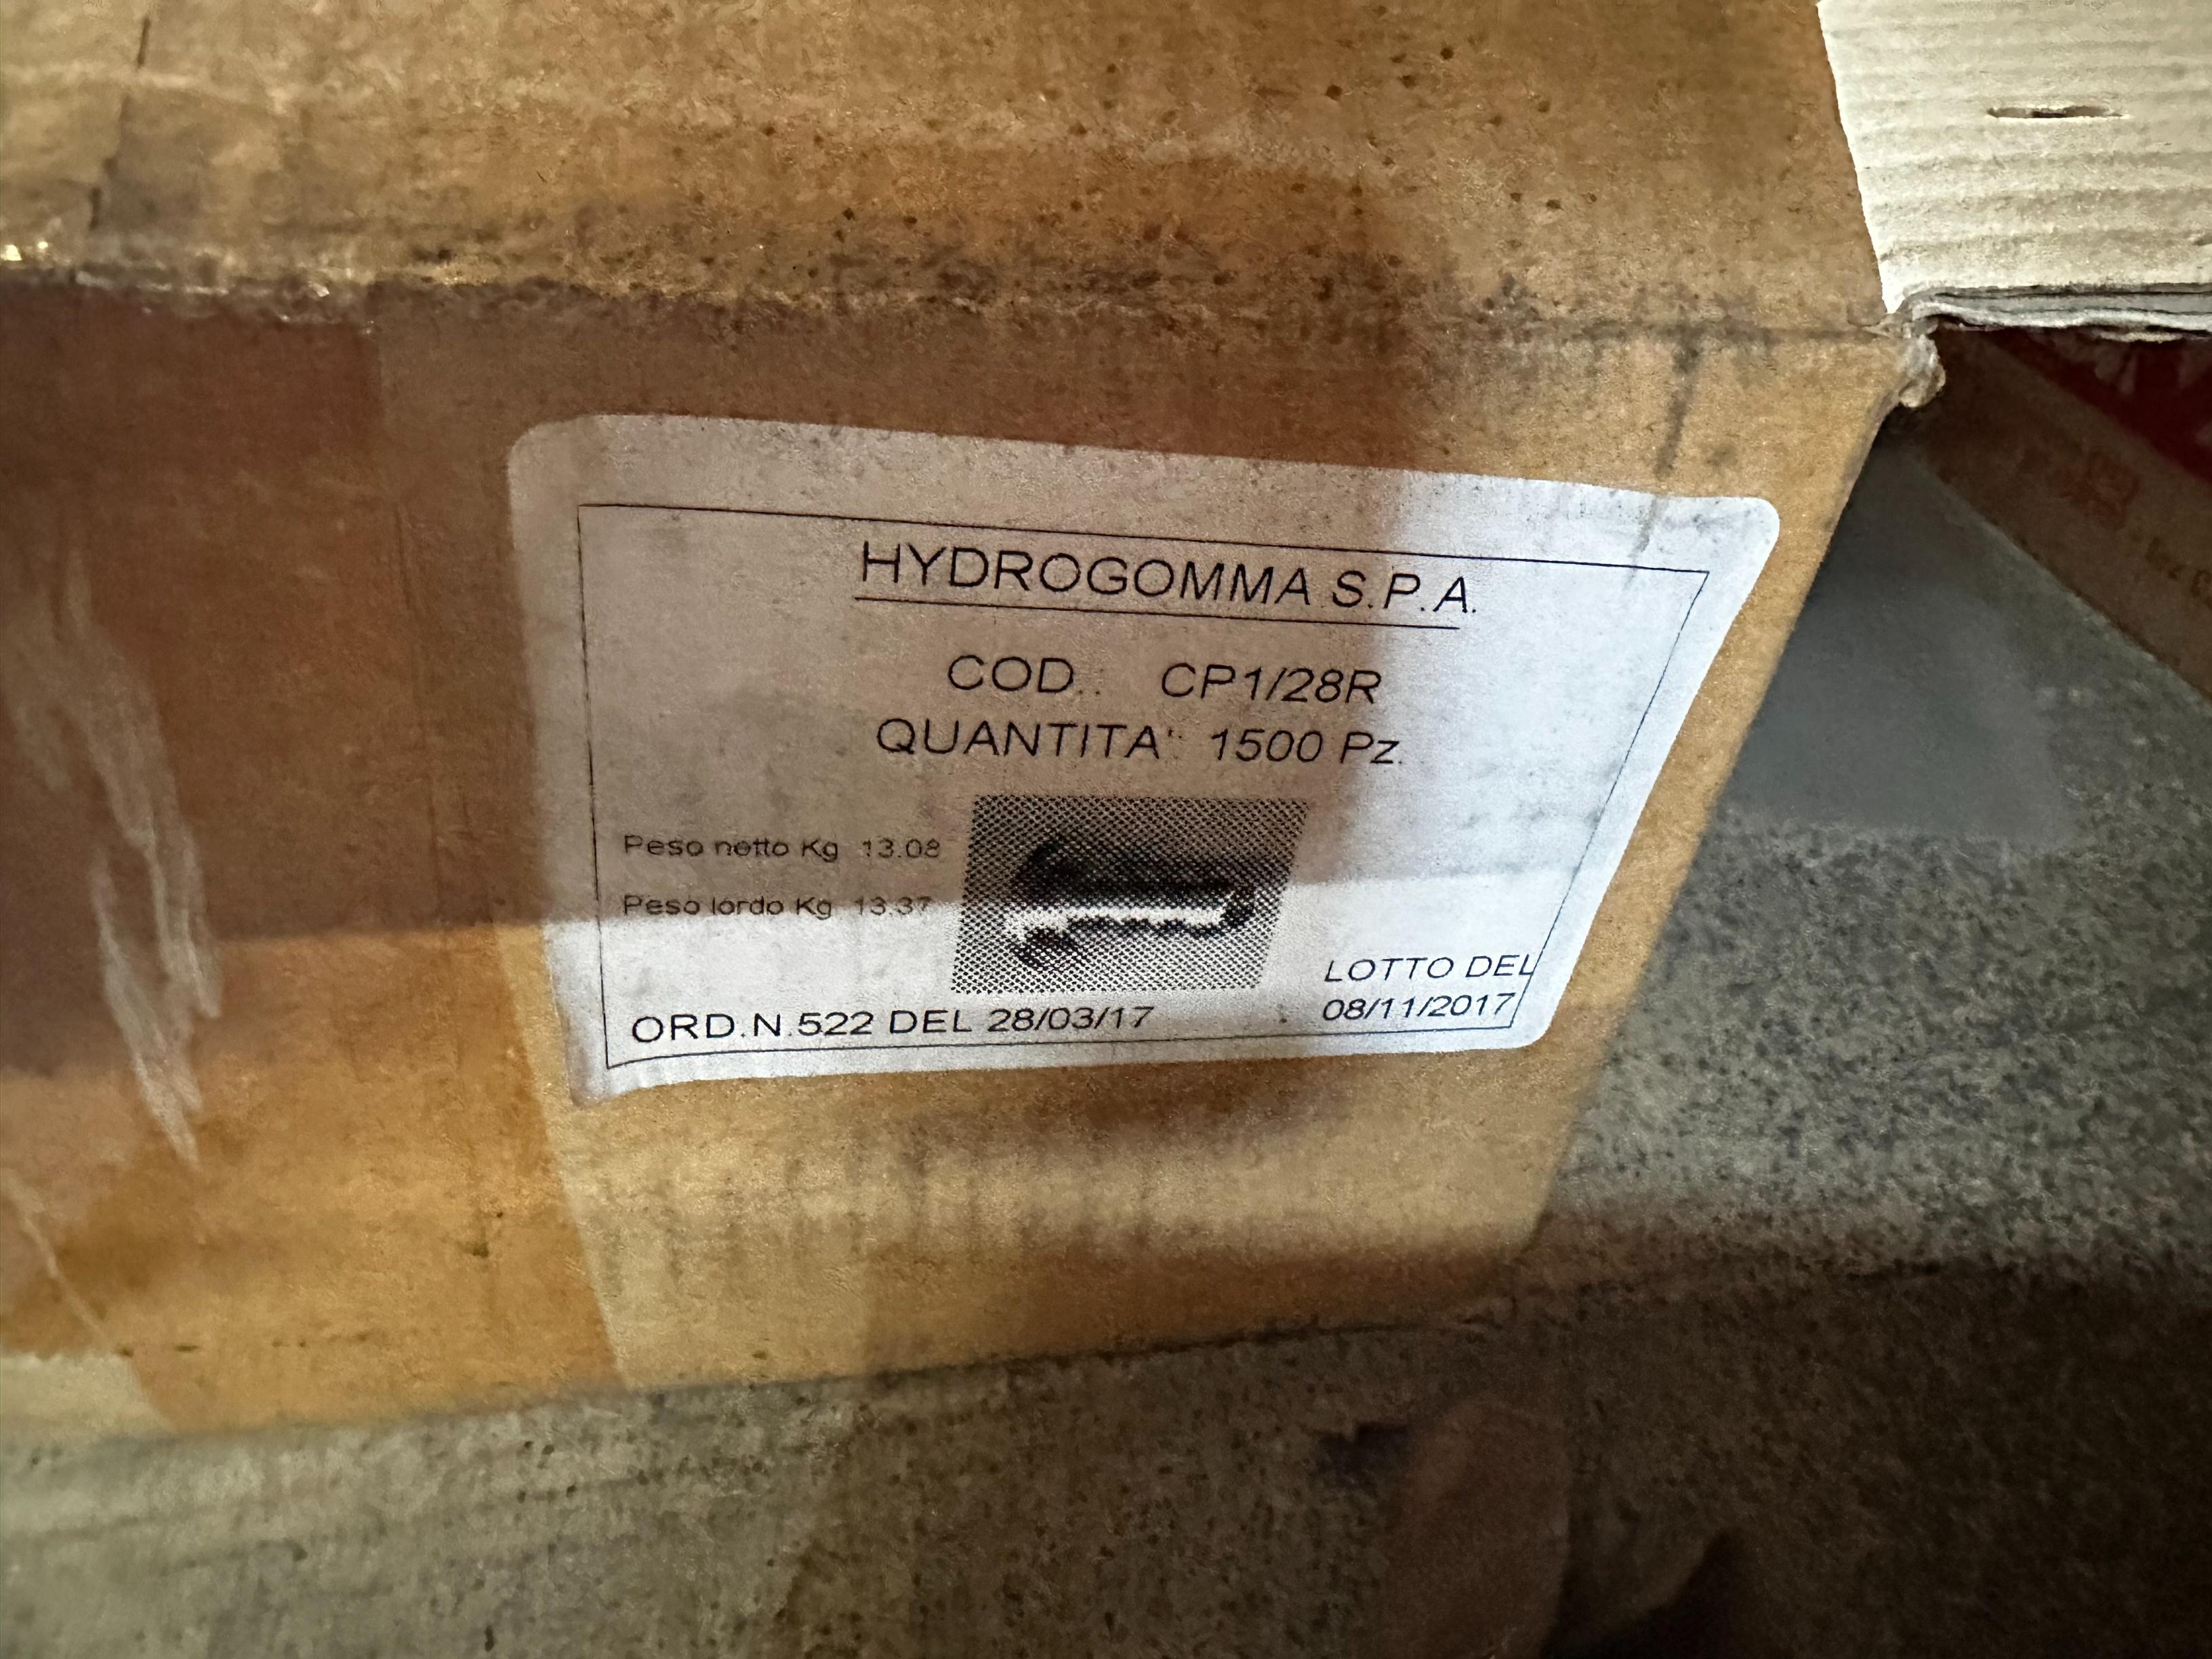 HYDROGOMMA S.P.A.
COD.: CP1/28R
QUANTITA': 1500 Pz.
Peso netto Kg 13.08
Peso lordo Kg 13.37
LOTTO DEL
08/11/2017
ORD.N.522 DEL 28/03/17